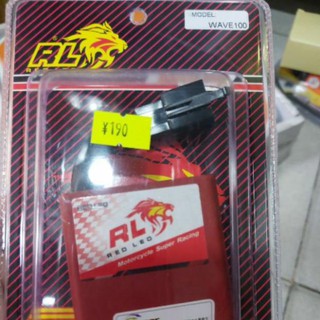 MODEL:
WAVE100
RL
¥190
RL
RED LEO
Motorcycle Super Racing